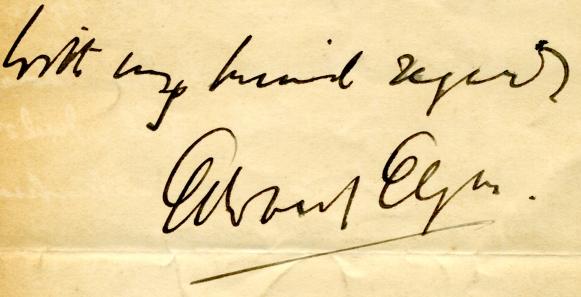 With my kind regards
Edward Elgar.